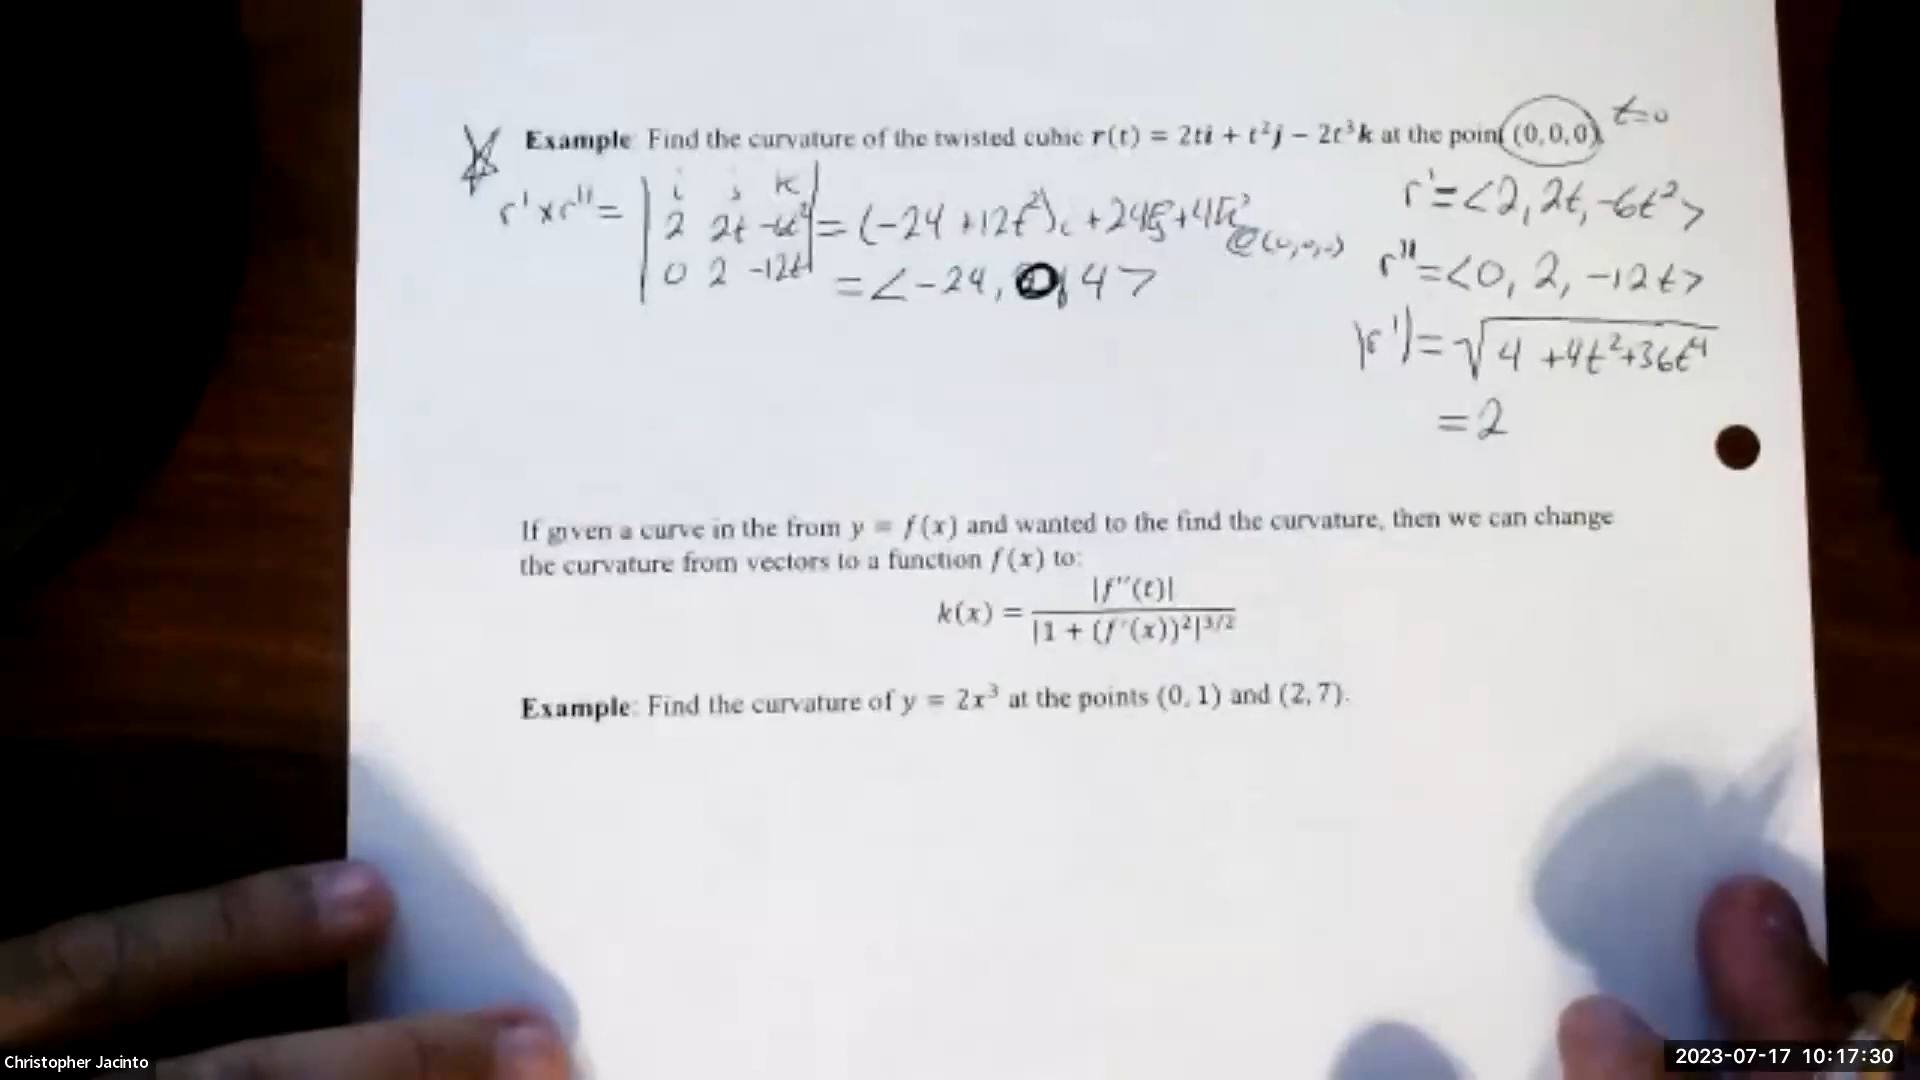 Example: Find the curvature of the twisted cubic r(t) = 2ti + t²j − 2t³k at the point (0,0,0). t=0
r' = <2, 2t, -6t²>
i j k
r' x r'' = | 2 2t -6t² | = (-24 + 12t²)i + 24tj + 4k
@(0,0,0)
0 2 -12t = <-24, 0, 4>
r'' = <0, 2, -12t>
|r'| = √4 + 4t² + 36t⁴
= 2
If given a curve in the from y = f(x) and wanted to the find the curvature, then we can change
the curvature from vectors to a function f(x) to:
k(x) = |f''(t)| / |1 + (f'(x))²|^3/2
Example: Find the curvature of y = 2x³ at the points (0, 1) and (2, 7).
Christopher Jacinto
2023-07-17 10:17:30